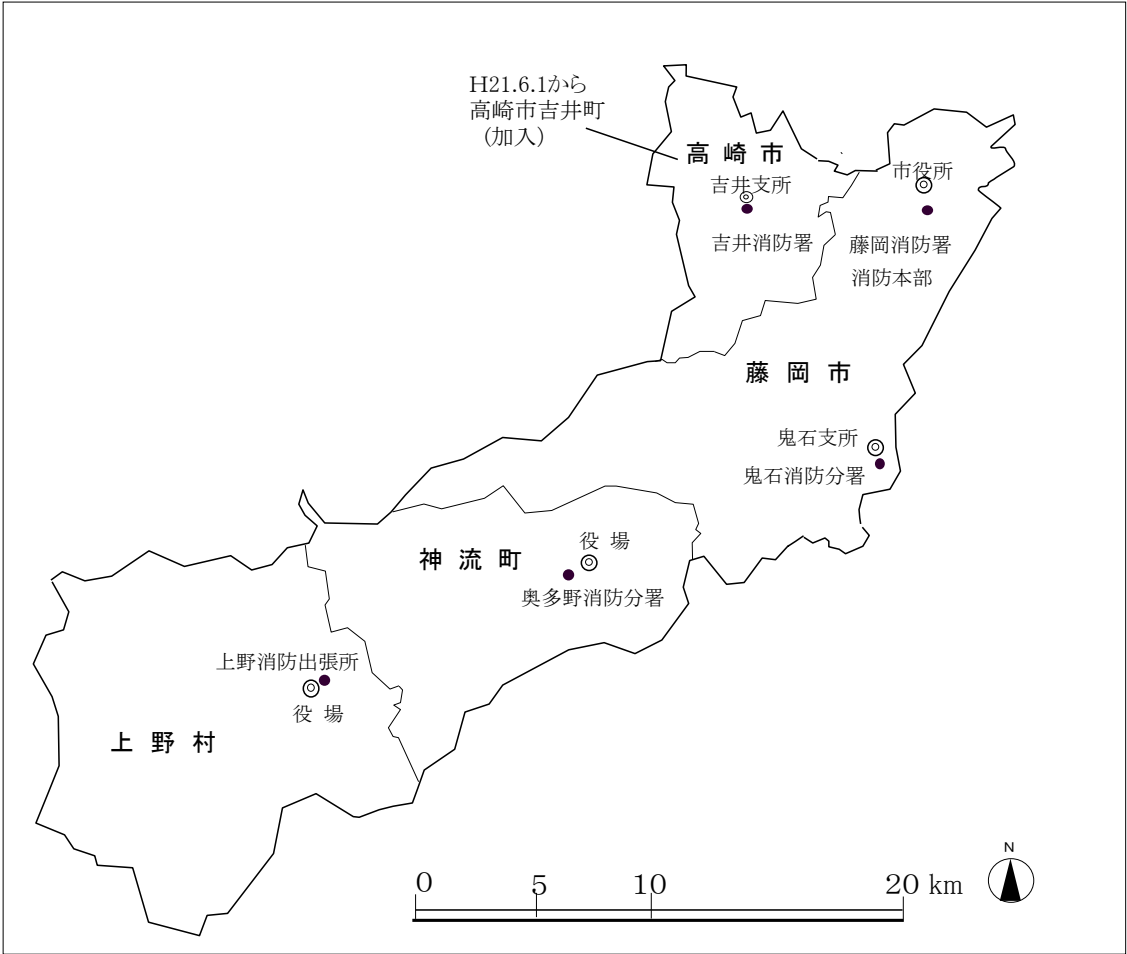 H21.6.1から
高崎市吉井町
（加入）
高崎市
吉井支所
吉井消防署
市役所
藤岡消防署
消防本部
藤岡市
鬼石支所
鬼石消防分署
神流町
役場
奥多野消防分署
上野消防出張所
役場
上野村
0 5 10 20 km
N